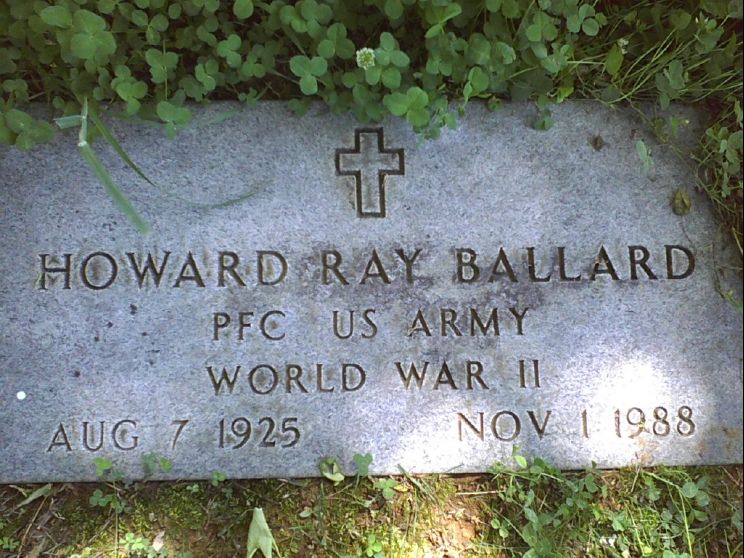 HOWARD RAY BALLARD
PFC US ARMY
WORLD WAR II
AUG 7 1925 NOV 1 1988